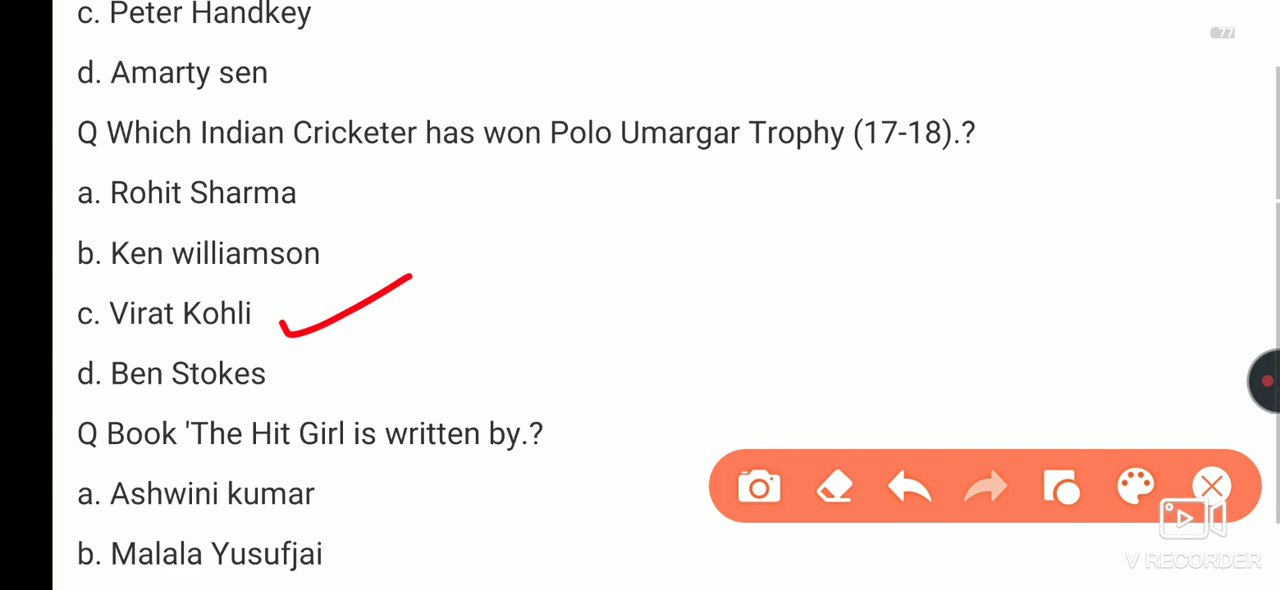 c. Peter Handkey
77
d. Amarty sen
Q Which Indian Cricketer has won Polo Umargar Trophy (17-18).?
a. Rohit Sharma
b. Ken williamson
c. Virat Kohli
d. Ben Stokes
Q Book 'The Hit Girl is written by.?
a. Ashwini kumar
b. Malala Yusufjai
V RECORDER